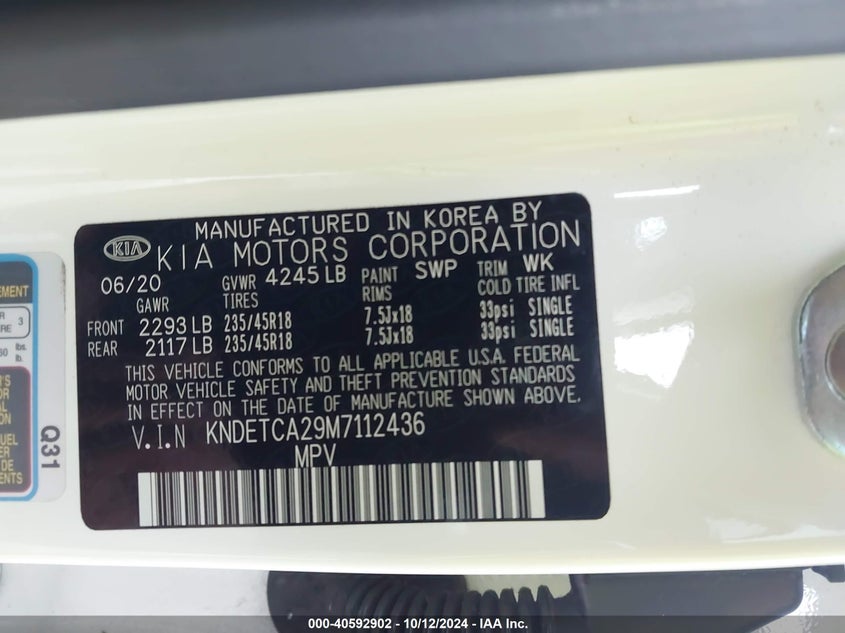 MANUFACTURED IN KOREA BY
KIA KIA MOTORS CORPORATION
06/20 GVWR 4245 LB PAINT SWP TRIM WK
GAWR TIRES RIMS COLD TIRE INFL
FRONT 2293 LB 235/45R18 7.5Jx18 33psi SINGLE
REAR 2117 LB 235/45R18 7.5Jx18 33psi SINGLE
THIS VEHICLE CONFORMS TO ALL APPLICABLE U.S.A. FEDERAL
MOTOR VEHICLE SAFETY AND THEFT PREVENTION STANDARDS
IN EFFECT ON THE DATE OF MANUFACTURE SHOWN ABOVE.
V.I.N KNDETCA29M7112436
MPV
Q31
000-40592902 - 10/12/2024 - IAA Inc.